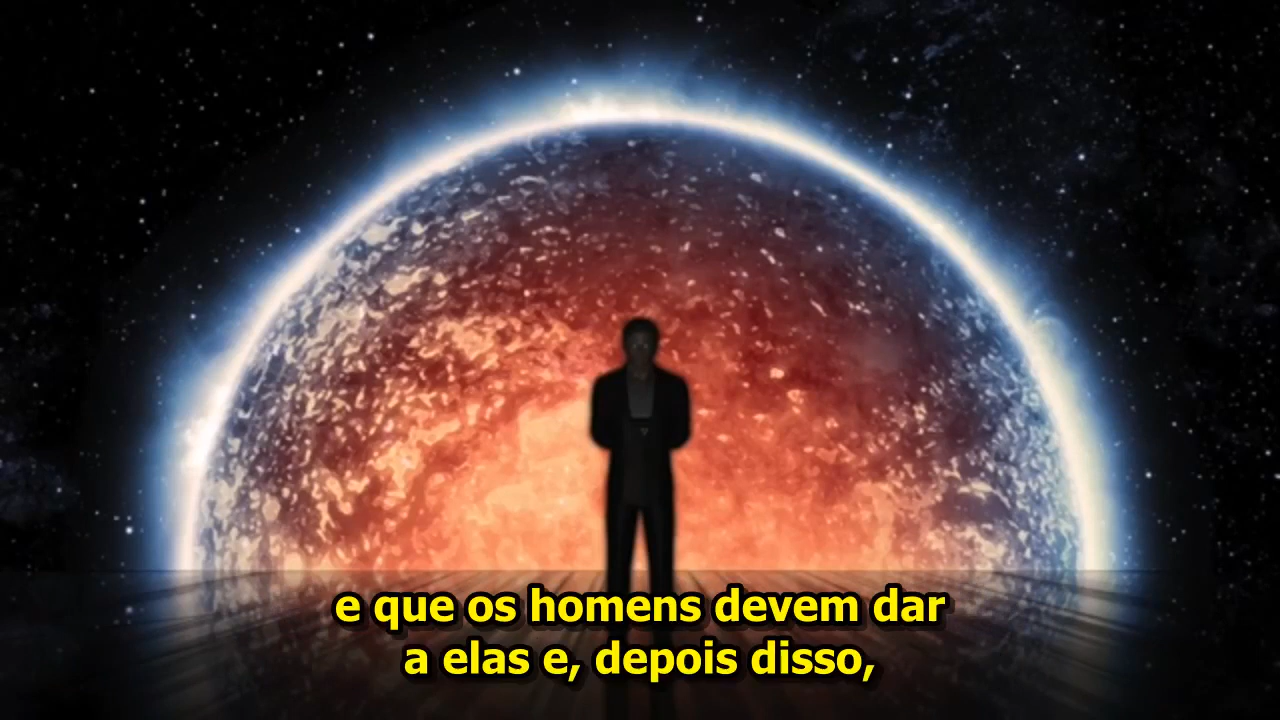 e que os homens devem dar
a elas e, depois disso,